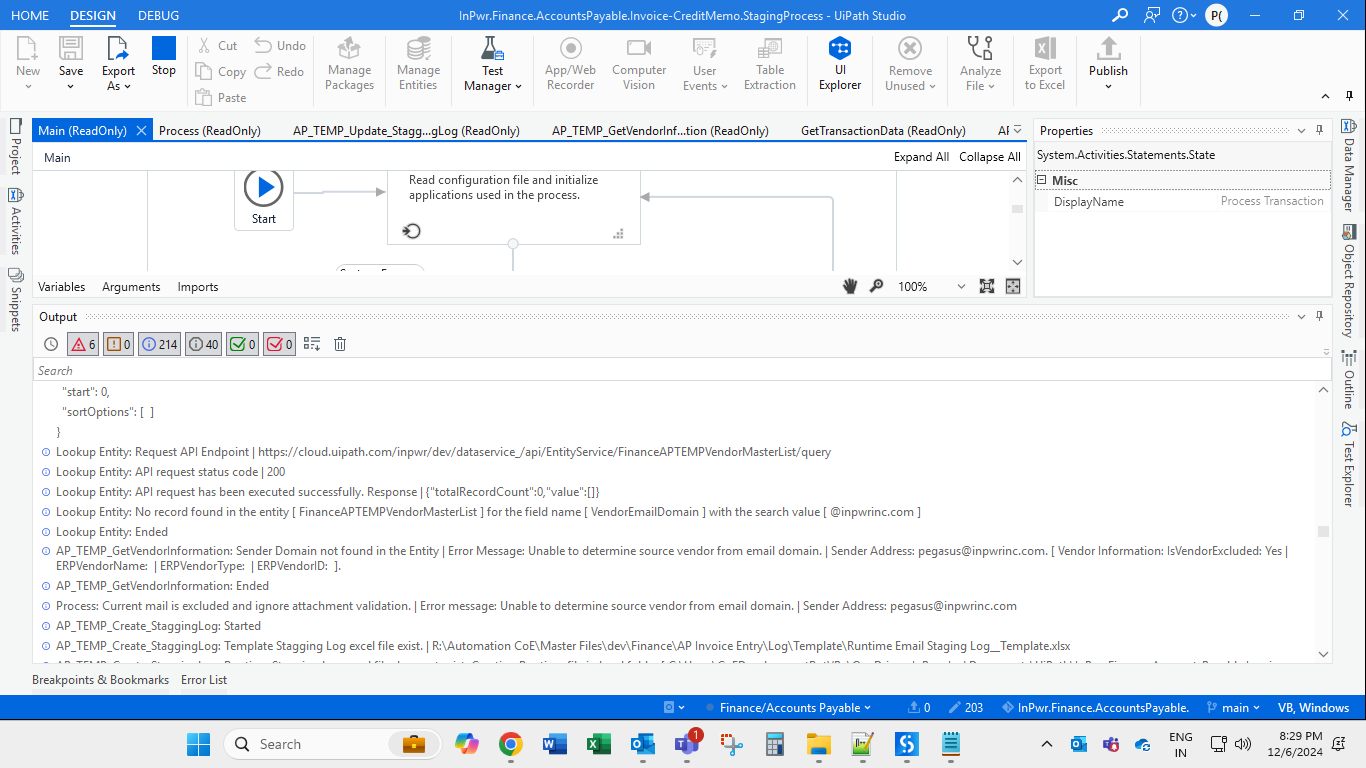 HOME DESIGN DEBUG InPwr.Finance.AccountsPayable.Invoice-CreditMemo.StagingProcess - UiPath Studio P(
New Save Export As Stop Cut Copy Paste Undo Redo Manage Packages Manage Entities Test Manager App/Web Recorder Computer Vision User Events Table Extraction UI Explorer Remove Unused Analyze File Export to Excel Publish
Main (ReadOnly) Process (ReadOnly) AP_TEMP_Update_Stagg...gLog (ReadOnly) AP_TEMP_GetVendorInf...tion (ReadOnly) GetTransactionData (ReadOnly)
Main Expand All Collapse All
Read configuration file and initialize
applications used in the process.
Start
Variables Arguments Imports 100%
Properties
System.Activities.Statements.State
Misc
DisplayName Process Transaction
Project
Activities
Snippets
Data Manager
Object Repository
Outline
Test Explorer
Output
6 0 214 40 0 0
Search
"start": 0,
"sortOptions": [ ]
}
Lookup Entity: Request API Endpoint | https://cloud.uipath.com/inpwr/dev/dataservice_/api/EntityService/FinanceAPTEMPVendorMasterList/query
Lookup Entity: API request status code | 200
Lookup Entity: API request has been executed successfully. Response | {"totalRecordCount":0,"value":[]}
Lookup Entity: No record found in the entity [ FinanceAPTEMPVendorMasterList ] for the field name [ VendorEmailDomain ] with the search value [ @inpwrinc.com ]
Lookup Entity: Ended
AP_TEMP_GetVendorInformation: Sender Domain not found in the Entity | Error Message: Unable to determine source vendor from email domain. | Sender Address: pegasus@inpwrinc.com. [ Vendor Information: IsVendorExcluded: Yes |
ERPVendorName: | ERPVendorType: | ERPVendorID: ].
AP_TEMP_GetVendorInformation: Ended
Process: Current mail is excluded and ignore attachment validation. | Error message: Unable to determine source vendor from email domain. | Sender Address: pegasus@inpwrinc.com
AP_TEMP_Create_StaggingLog: Started
AP_TEMP_Create_StaggingLog: Template Stagging Log excel file exist. | R:\Automation CoE\Master Files\dev\Finance\AP Invoice Entry\Log\Template\Runtime Email Staging Log__Template.xlsx
Breakpoints & Bookmarks Error List
Finance/Accounts Payable 0 203 InPwr.Finance.AccountsPayable. main VB, Windows
Search 1 ENG IN 8:29 PM 12/6/2024